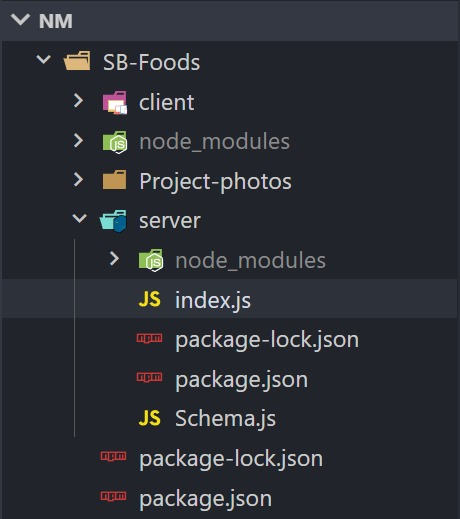 NM
SB-Foods
client
node_modules
Project-photos
server
node_modules
JS index.js
package-lock.json
package.json
JS Schema.js
package-lock.json
package.json